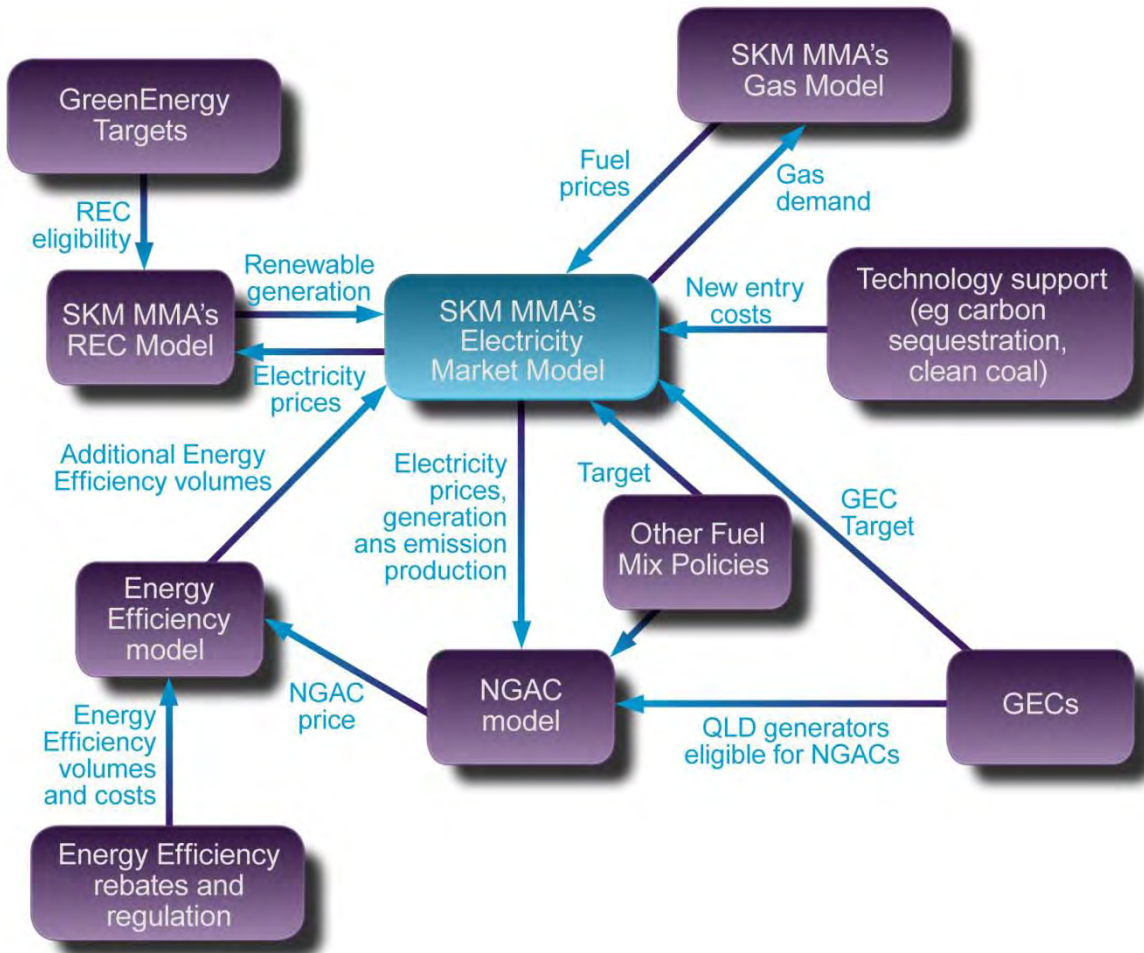 SKM MMA's
Gas Model
GreenEnergy
Targets
Fuel
prices
Gas
demand
REC
eligibility
Renewable
generation
SKM MMA's
REC Model
SKM MMA's
Electricity
Market Model
New entry
costs
Technology support
(eg carbon
sequestration,
clean coal)
Electricity
prices
Additional Energy
Efficiency volumes
Electricity
prices,
generation
ans emission
production
Target
GEC
Target
Other Fuel
Mix Policies
Energy
Efficiency
model
NGAC
price
NGAC
model
QLD generators
eligible for NGACs
GECs
Energy
Efficiency
volumes
and costs
Energy Efficiency
rebates and
regulation